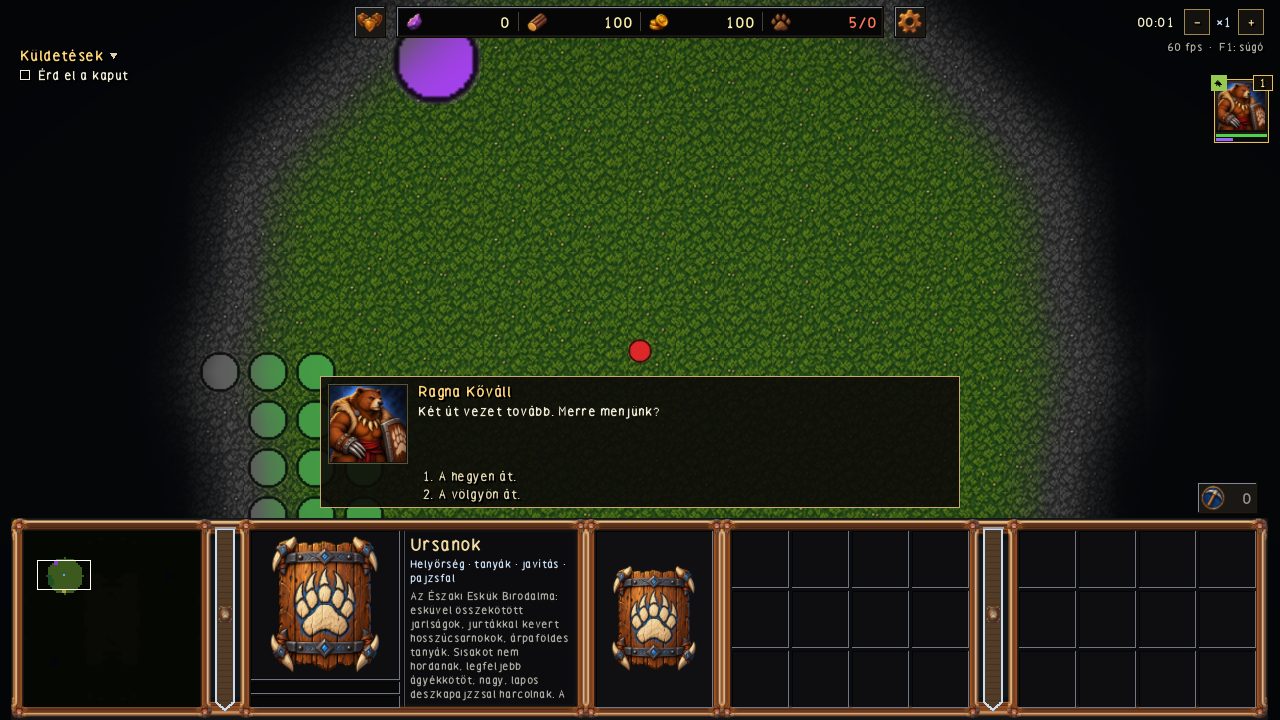 0
100
100
5/0
00:01
-
×1
+
60 fps · F1: súgó
Küldetések
Érd el a kaput
1
Ragna Kőváll
Két út vezet tovább. Merre menjünk?
1. A hegyen át.
2. A völgyön át.
0
Ursanok
Helyőrség · tanyák · javítás ·
pajzsfal
Az Északi Eskük Birodalma:
esküvel összekötött
jarlságok, jurtákkal kevert
hosszúcsarnokok, árpaföldes
tanyák. Sisakot nem
hordanak, legfeljebb
ágyékkötőt, nagy, lapos
deszkapajzzsal harcolnak. A